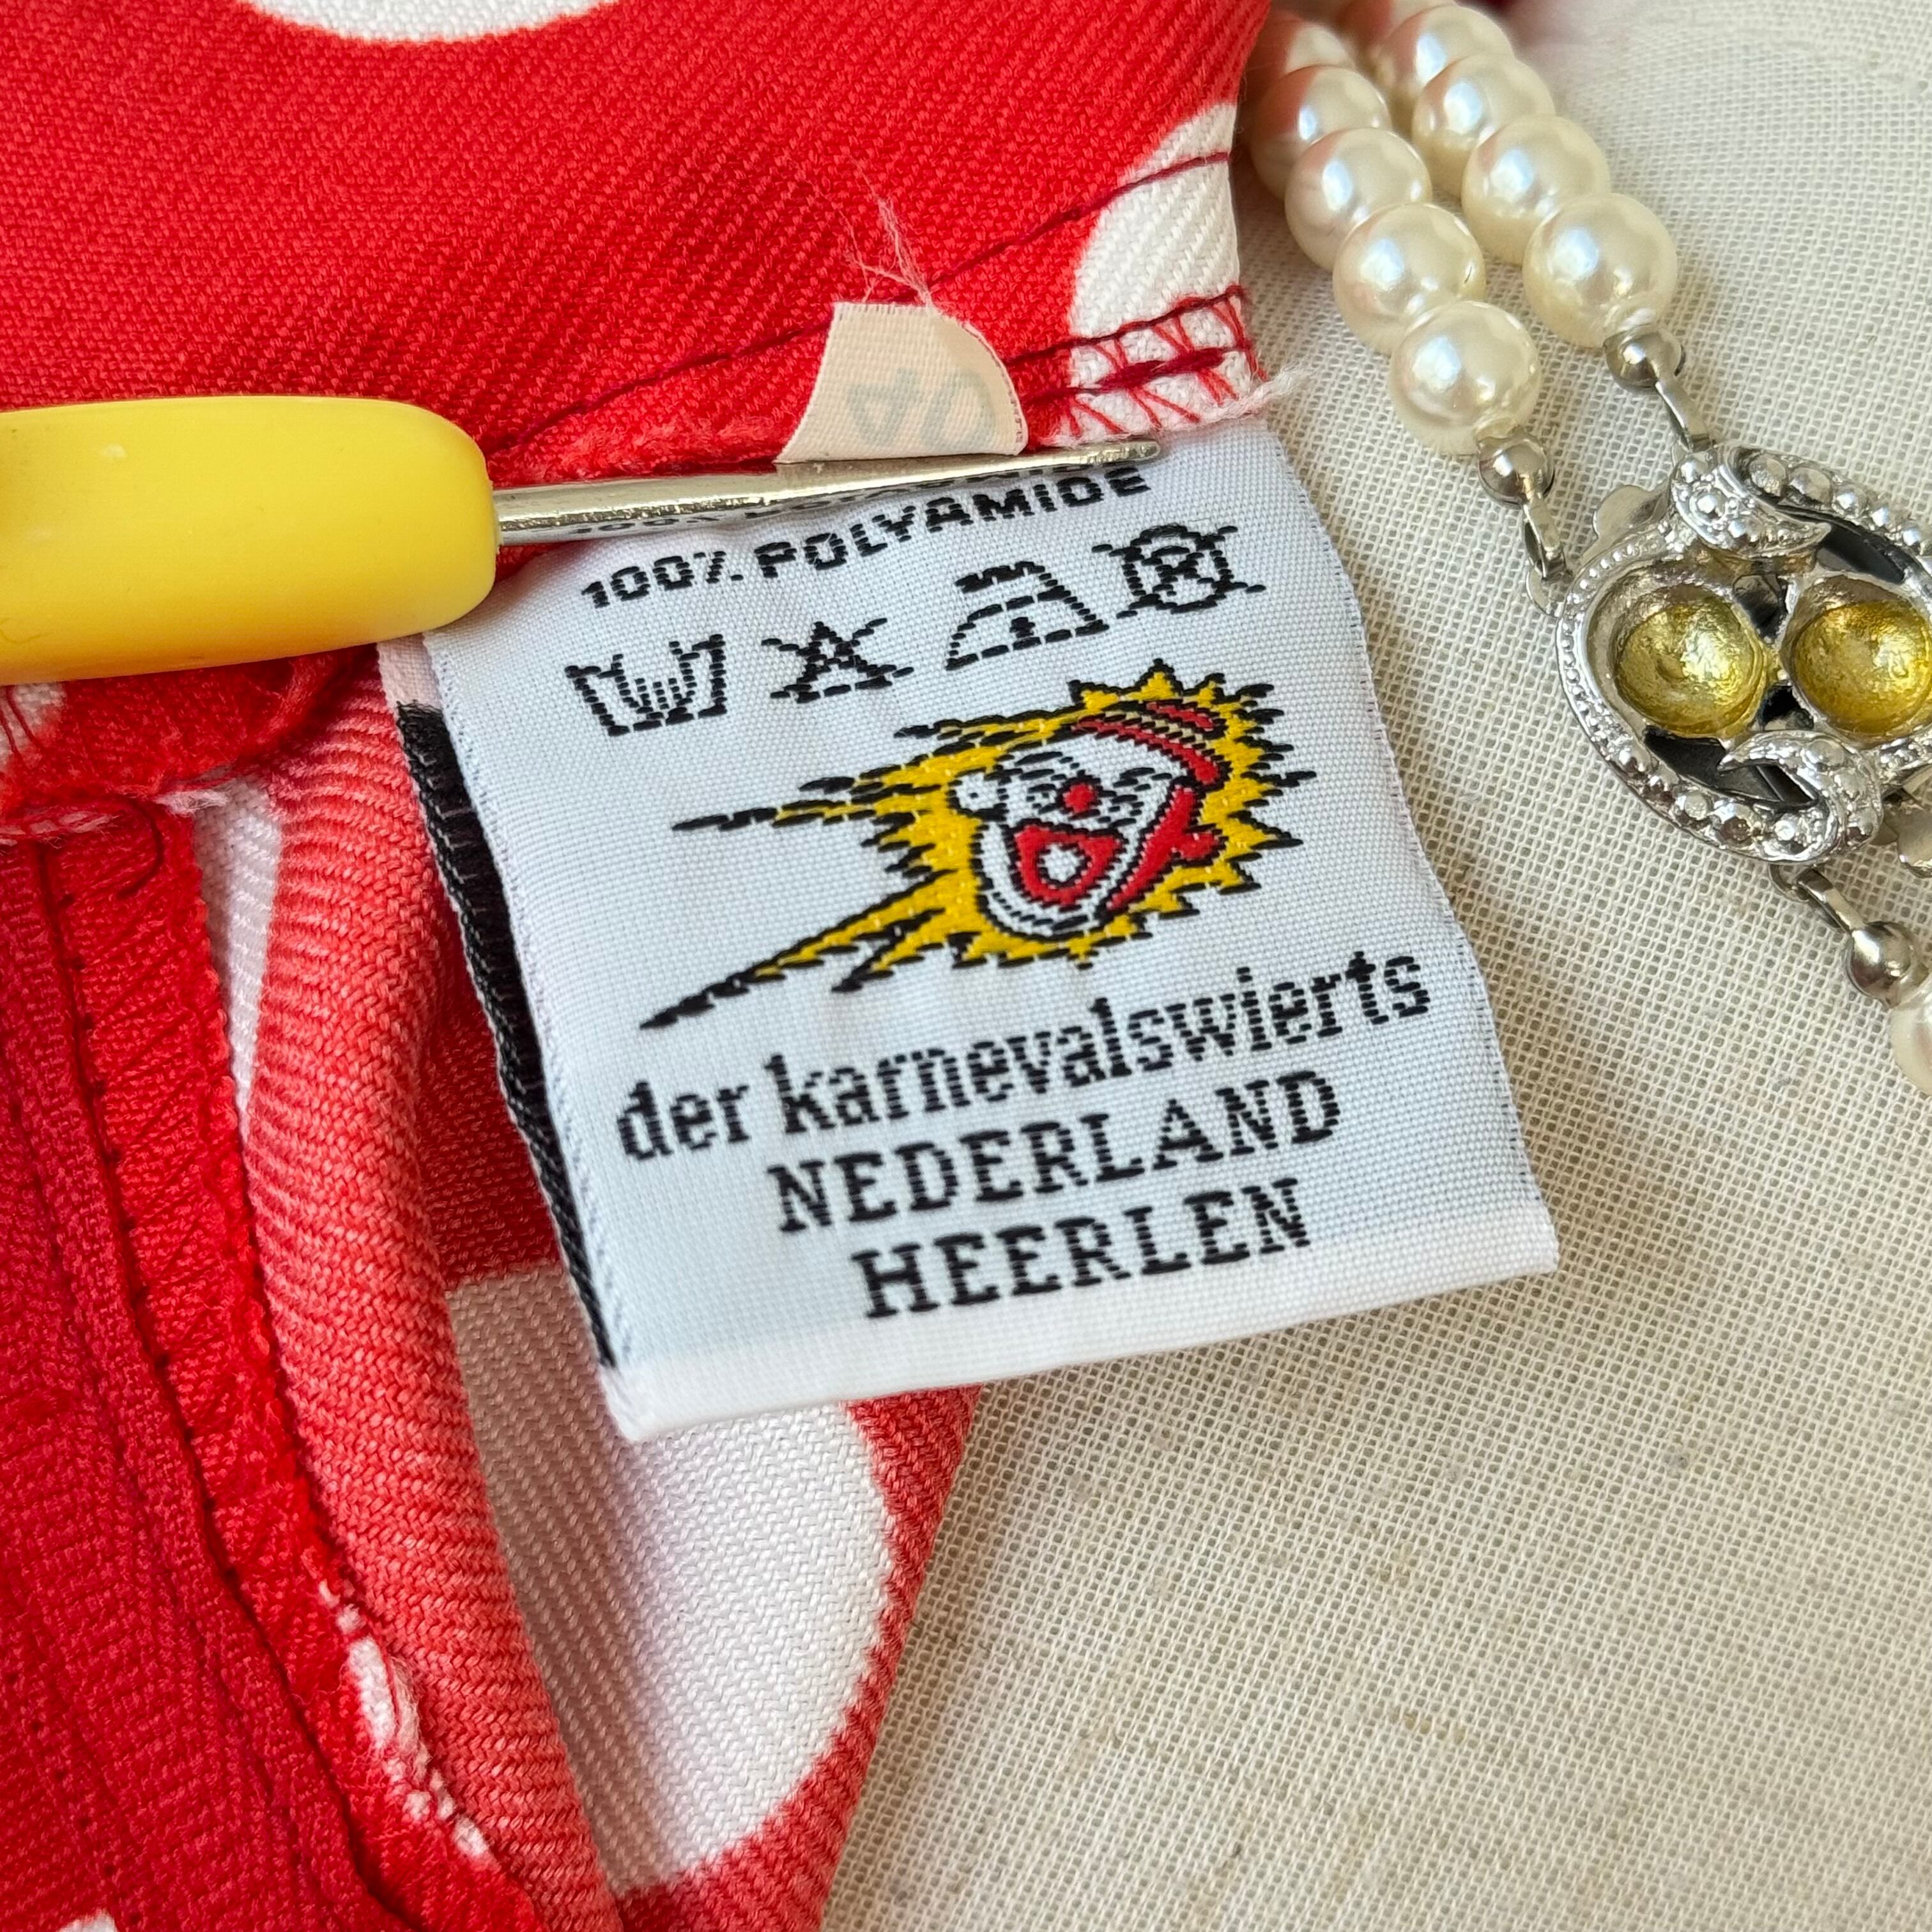 100% POLYAMIDE
der karnevalswierts
NEDERLAND
HEERLEN